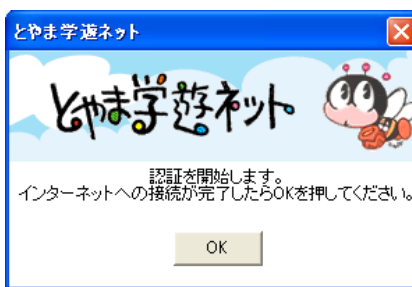 とやま学遊ネット
とやま学遊ネット
認証を開始します。
インターネットへの接続が完了したらOKを押してください。
OK